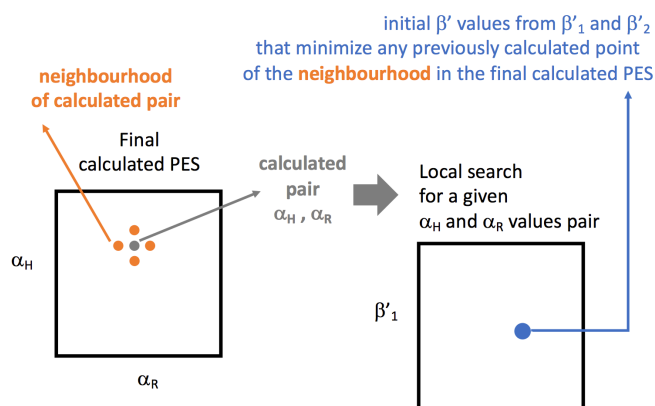 initial β' values from β'1 and β'2
that minimize any previously calculated point
of the neighbourhood in the final calculated PES
neighbourhood
of calculated pair
Final
calculated PES
calculated
pair
αH , αR
Local search
for a given
αH and αR values pair
αH
αR
β'1